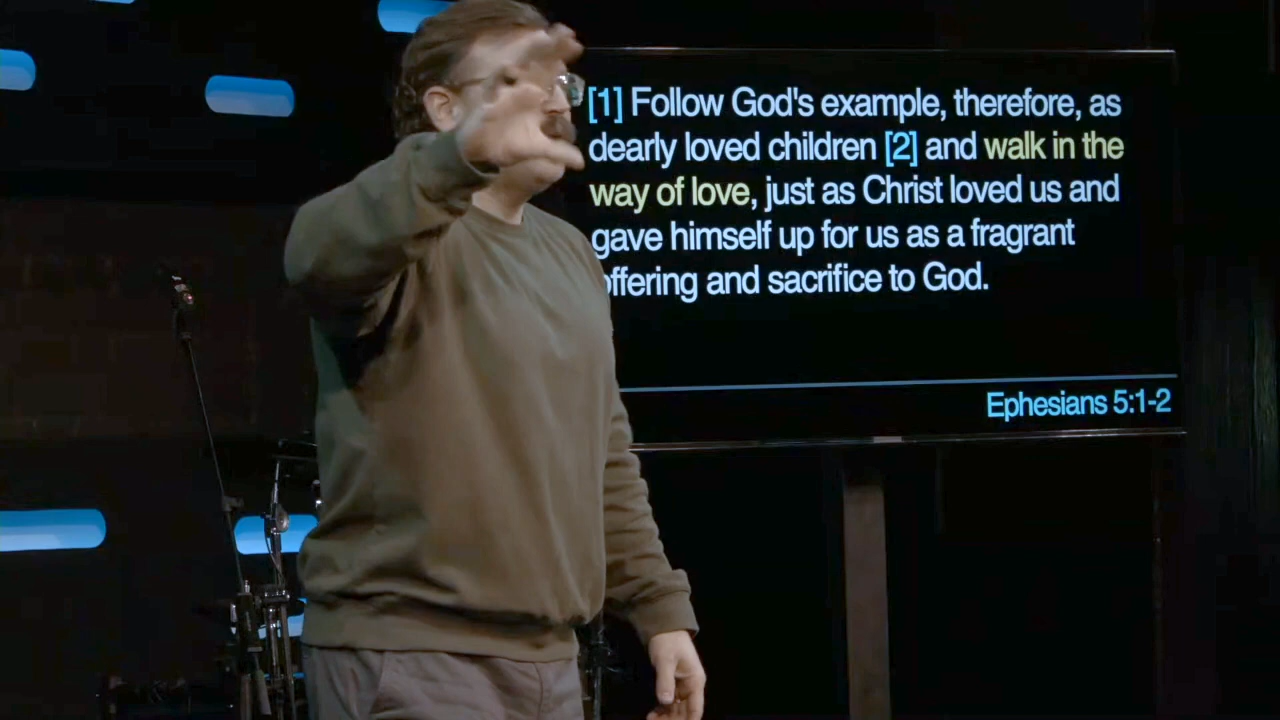 [1] Follow God's example, therefore, as
dearly loved children [2] and walk in the
way of love, just as Christ loved us and
gave himself up for us as a fragrant
offering and sacrifice to God.
Ephesians 5:1-2